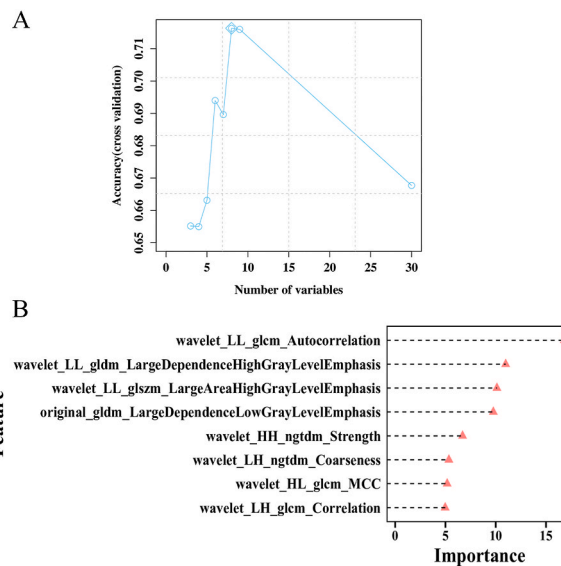 A
Accuracy(cross validation)
0.71
0.70
0.69
0.68
0.67
0.66
0.65
0 5 10 15 20 25 30
Number of variables
B
Feature
wavelet_LL_glcm_Autocorrelation
wavelet_LL_gldm_LargeDependenceHighGrayLevelEmphasis
wavelet_LL_glszm_LargeAreaHighGrayLevelEmphasis
original_gldm_LargeDependenceLowGrayLevelEmphasis
wavelet_HH_ngtdm_Strength
wavelet_LH_ngtdm_Coarseness
wavelet_HL_glcm_MCC
wavelet_LH_glcm_Correlation
0 5 10 15
Importance